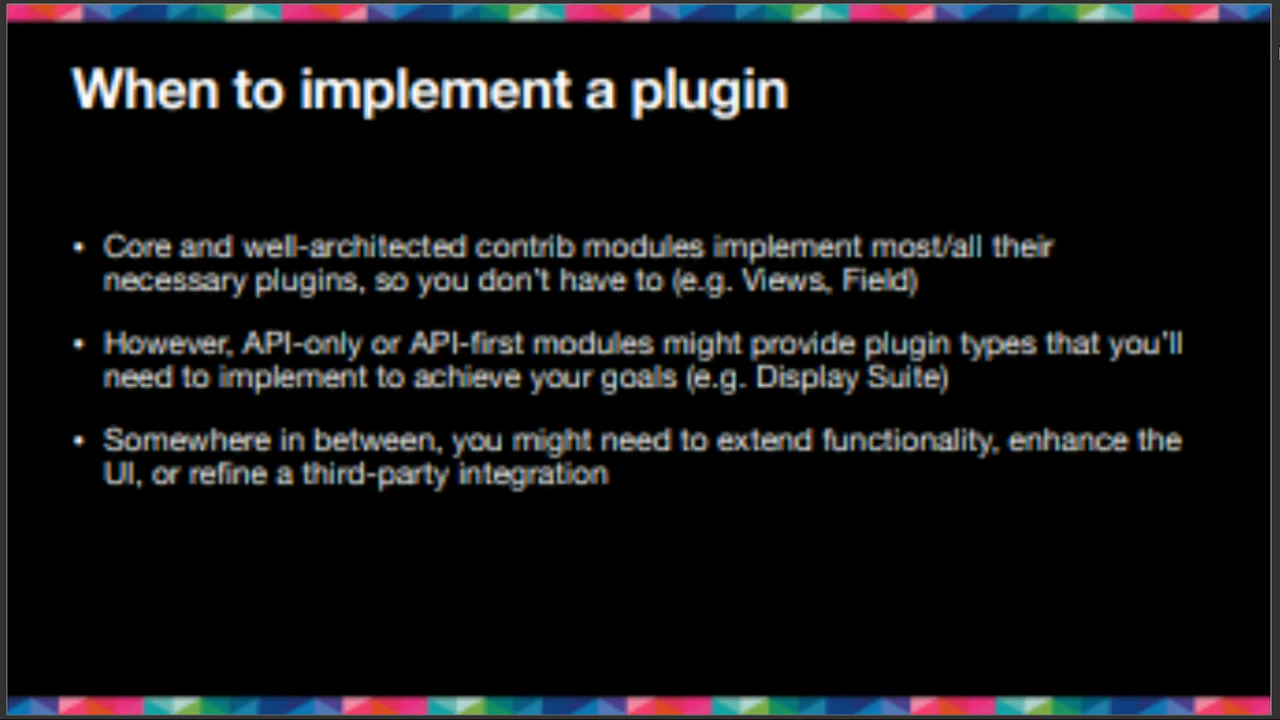 When to implement a plugin
• Core and well-architected contrib modules implement most/all their
necessary plugins, so you don't have to (e.g. Views, Field)
• However, API-only or API-first modules might provide plugin types that you'll
need to implement to achieve your goals (e.g. Display Suite)
• Somewhere in between, you might need to extend functionality, enhance the
UI, or refine a third-party integration